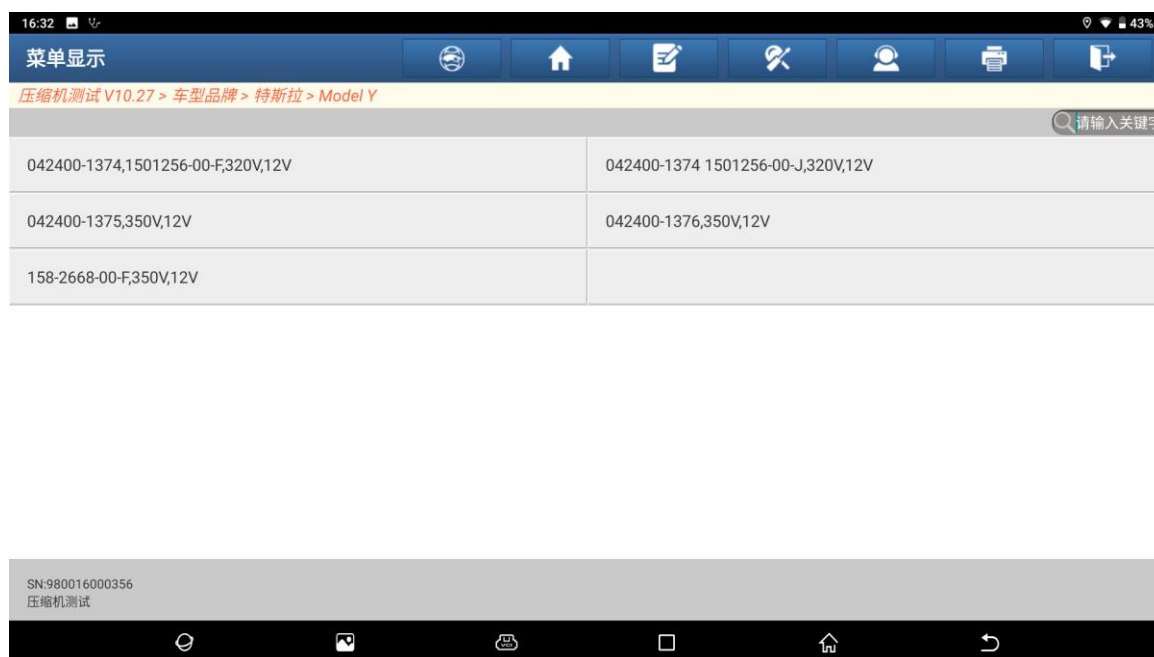 16:32 43%
菜单显示
压缩机测试 V10.27 > 车型品牌 > 特斯拉 > Model Y
请输入关键字
042400-1374,1501256-00-F,320V,12V
042400-1374 1501256-00-J,320V,12V
042400-1375,350V,12V
042400-1376,350V,12V
158-2668-00-F,350V,12V
SN:980016000356
压缩机测试
VCI